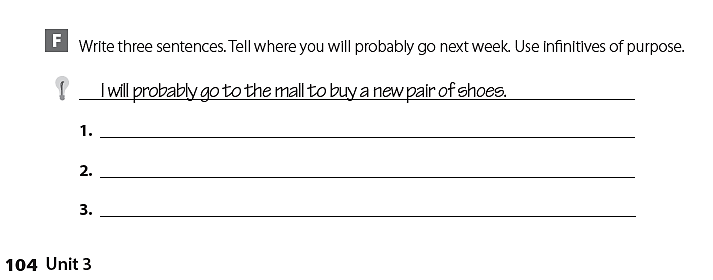 F Write three sentences. Tell where you will probably go next week. Use infinitives of purpose.
I will probably go to the mall to buy a new pair of shoes.
1.
2.
3.
104 Unit 3